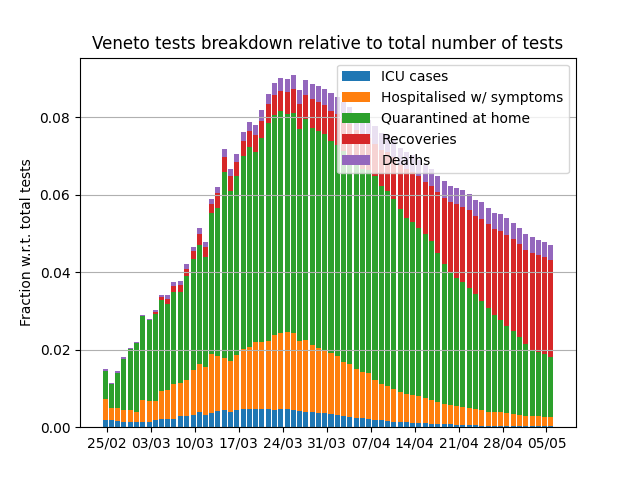 Veneto tests breakdown relative to total number of tests
ICU cases
Hospitalised w/ symptoms
Quarantined at home
Recoveries
Deaths
Fraction w.r.t. total tests
0.08
0.06
0.04
0.02
0.00
25/02 03/03 10/03 17/03 24/03 31/03 07/04 14/04 21/04 28/04 05/05